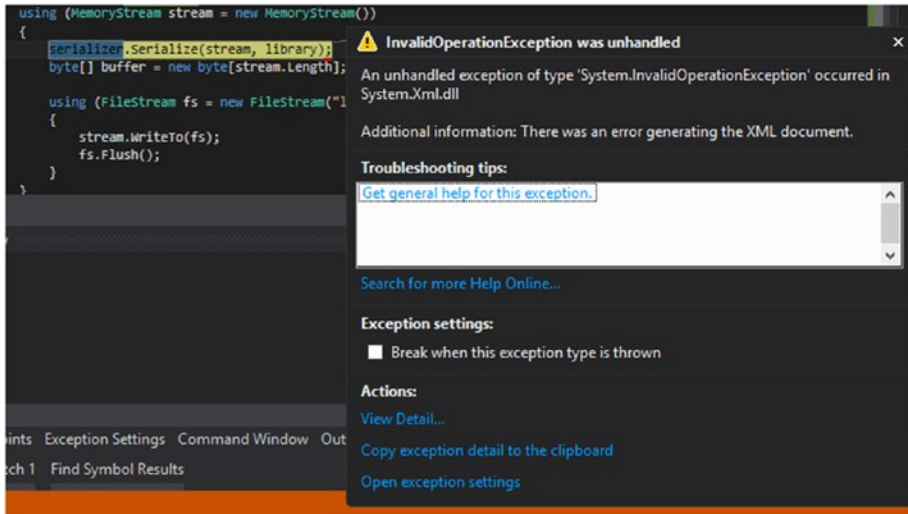 using (MemoryStream stream = new MemoryStream())
{
serializer.Serialize(stream, library);
byte[] buffer = new byte[stream.Length];
using (FileStream fs = new FileStream("l
{
stream.WriteTo(fs);
fs.Flush();
}
}
InvalidOperationException was unhandled
An unhandled exception of type 'System.InvalidOperationException' occurred in
System.Xml.dll
Additional information: There was an error generating the XML document.
Troubleshooting tips:
Get general help for this exception.
Search for more Help Online...
Exception settings:
Break when this exception type is thrown
Actions:
View Detail...
Copy exception detail to the clipboard
Open exception settings
ints Exception Settings Command Window Out
tch 1 Find Symbol Results